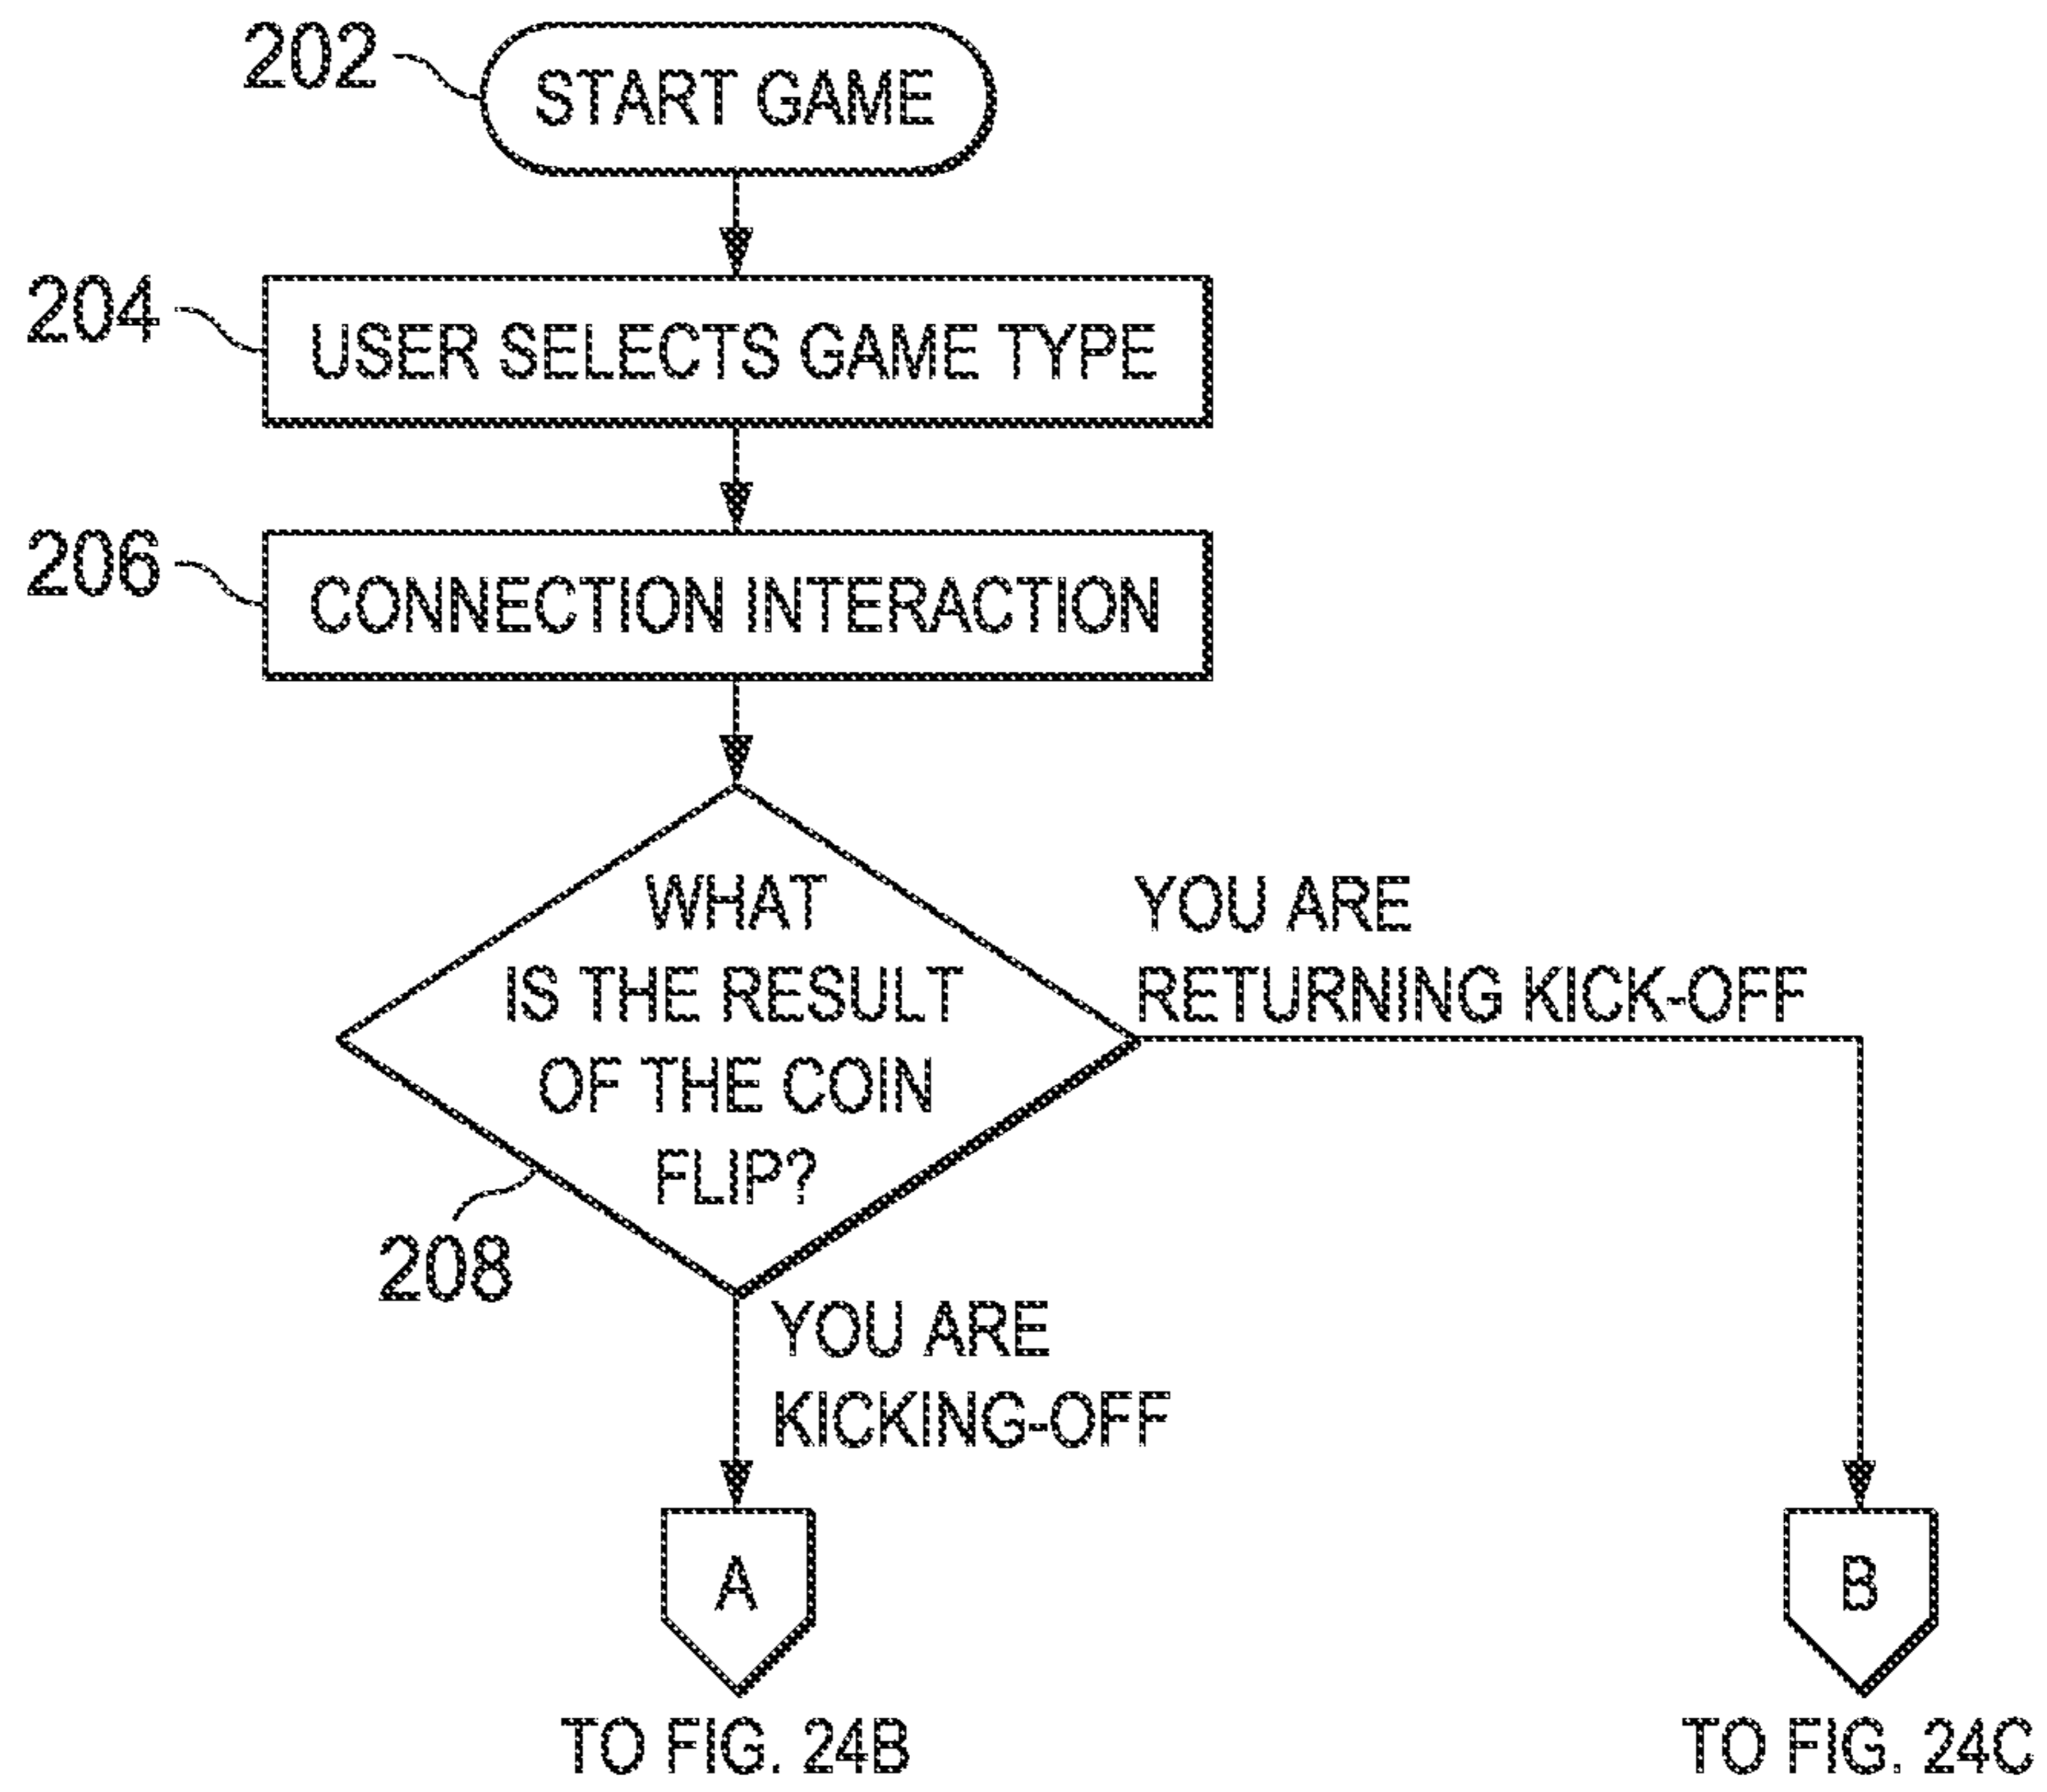 202
START GAME
204
USER SELECTS GAME TYPE
206
CONNECTION INTERACTION
WHAT
IS THE RESULT
OF THE COIN
FLIP?
208
YOU ARE
RETURNING KICK-OFF
YOU ARE
KICKING-OFF
A
TO FIG. 24B
B
TO FIG. 24C